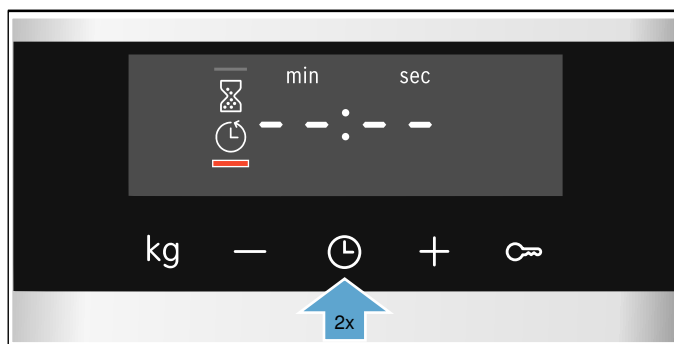 min sec
– – : – –
kg – +
2x